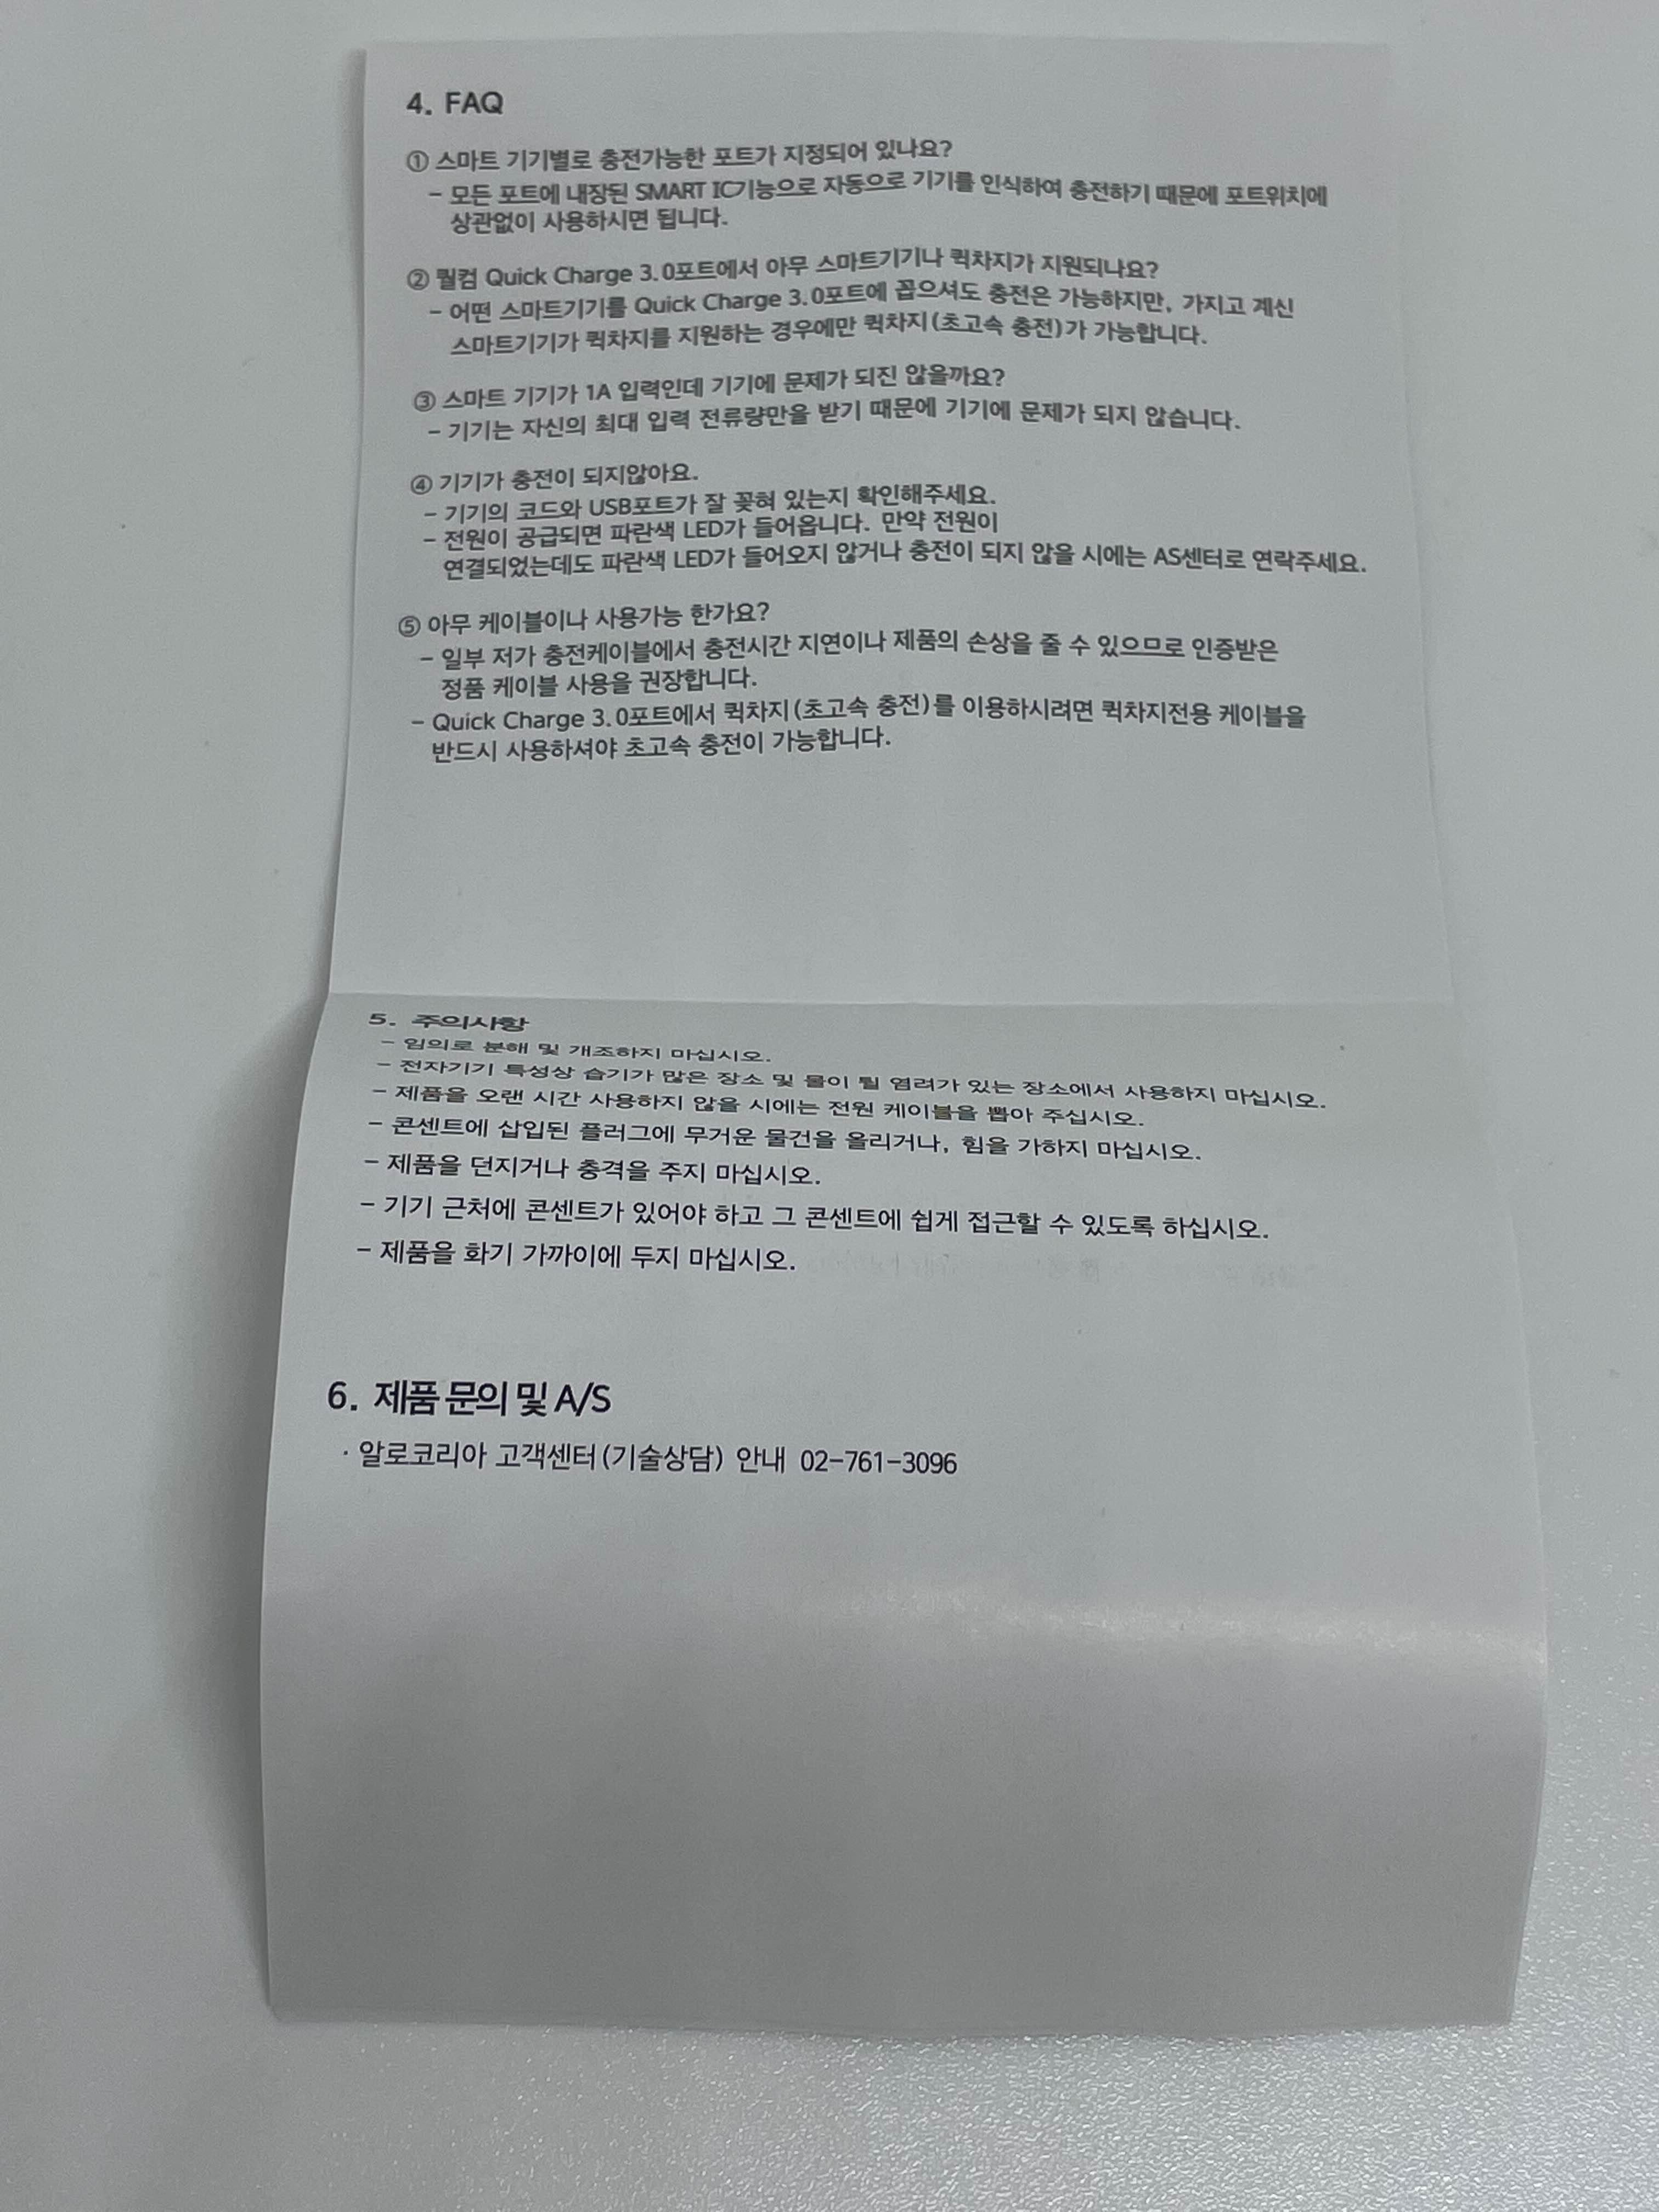 4. FAQ
① 스마트 기기별로 충전가능한 포트가 지정되어 있나요?
- 모든 포트에 내장된 SMART IC기능으로 자동으로 기기를 인식하여 충전하기 때문에 포트위치에
상관없이 사용하시면 됩니다.
② 퀄컴 Quick Charge 3.0포트에서 아무 스마트기기나 퀵차지가 지원되나요?
- 어떤 스마트기기를 Quick Charge 3.0포트에 꼽으셔도 충전은 가능하지만, 가지고 계신
스마트기기가 퀵차지를 지원하는 경우에만 퀵차지(초고속 충전)가 가능합니다.
③ 스마트 기기가 1A 입력인데 기기에 문제가 되진 않을까요?
- 기기는 자신의 최대 입력 전류량만을 받기 때문에 기기에 문제가 되지 않습니다.
④ 기기가 충전이 되지않아요.
- 기기의 코드와 USB포트가 잘 꽂혀 있는지 확인해주세요.
- 전원이 공급되면 파란색 LED가 들어옵니다. 만약 전원이
연결되었는데도 파란색 LED가 들어오지 않거나 충전이 되지 않을 시에는 AS센터로 연락주세요.
⑤ 아무 케이블이나 사용가능 한가요?
- 일부 저가 충전케이블에서 충전시간 지연이나 제품의 손상을 줄 수 있으므로 인증받은
정품 케이블 사용을 권장합니다.
- Quick Charge 3.0포트에서 퀵차지(초고속 충전)를 이용하시려면 퀵차지전용 케이블을
반드시 사용하셔야 초고속 충전이 가능합니다.
5. 주의사항
- 임의로 분해 및 개조하지 마십시오.
- 전자기기 특성상 습기가 많은 장소 및 물이 튈 염려가 있는 장소에서 사용하지 마십시오.
- 제품을 오랜 시간 사용하지 않을 시에는 전원 케이블을 뽑아 주십시오.
- 콘센트에 삽입된 플러그에 무거운 물건을 올리거나, 힘을 가하지 마십시오.
- 제품을 던지거나 충격을 주지 마십시오.
- 기기 근처에 콘센트가 있어야 하고 그 콘센트에 쉽게 접근할 수 있도록 하십시오.
- 제품을 화기 가까이에 두지 마십시오.
6. 제품 문의 및 A/S
· 알로코리아 고객센터(기술상담) 안내 02-761-3096